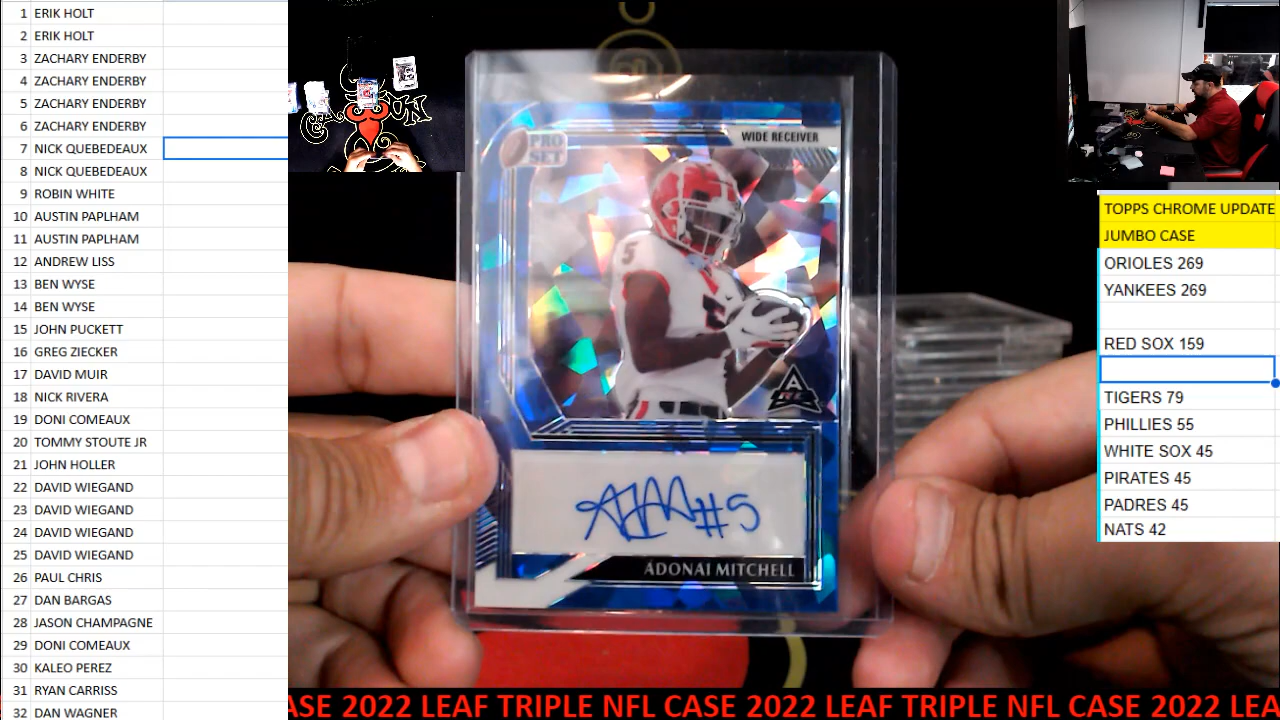 1 ERIK HOLT
2 ERIK HOLT
3 ZACHARY ENDERBY
4 ZACHARY ENDERBY
5 ZACHARY ENDERBY
6 ZACHARY ENDERBY
7 NICK QUEBEDEAUX
8 NICK QUEBEDEAUX
9 ROBIN WHITE
10 AUSTIN PAPLHAM
11 AUSTIN PAPLHAM
12 ANDREW LISS
13 BEN WYSE
14 BEN WYSE
15 JOHN PUCKETT
16 GREG ZIECKER
17 DAVID MUIR
18 NICK RIVERA
19 DONI COMEAUX
20 TOMMY STOUTE JR
21 JOHN HOLLER
22 DAVID WIEGAND
23 DAVID WIEGAND
24 DAVID WIEGAND
25 DAVID WIEGAND
26 PAUL CHRIS
27 DAN BARGAS
28 JASON CHAMPAGNE
29 DONI COMEAUX
30 KALEO PEREZ
31 RYAN CARRISS
32 DAN WAGNER
PRO SET
WIDE RECEIVER
5
#5
ÁDONAI MITCHELL
TOPPS CHROME UPDATE
JUMBO CASE
ORIOLES 269
YANKEES 269
RED SOX 159
TIGERS 79
PHILLIES 55
WHITE SOX 45
PIRATES 45
PADRES 45
NATS 42
ASE 2022 LEAF TRIPLE NFL CASE 2022 LEAF TRIPLE NFL CASE 2022 LEA